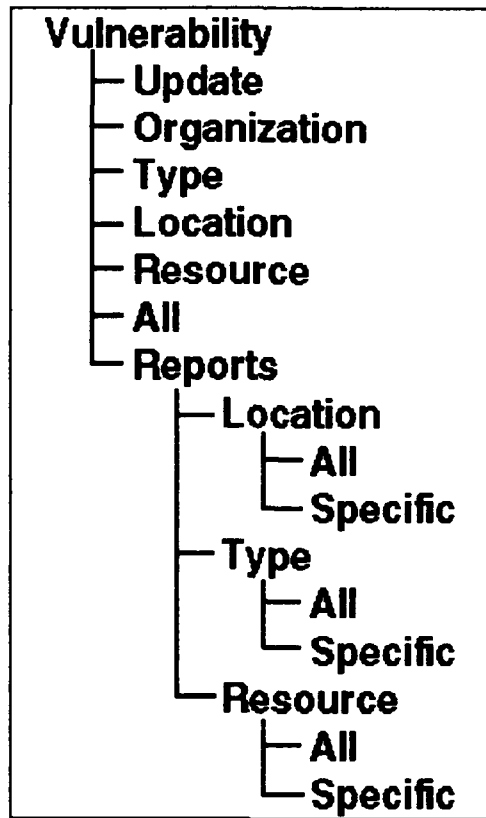 Vulnerability
Update
Organization
Type
Location
Resource
All
Reports
Location
All
Specific
Type
All
Specific
Resource
All
Specific